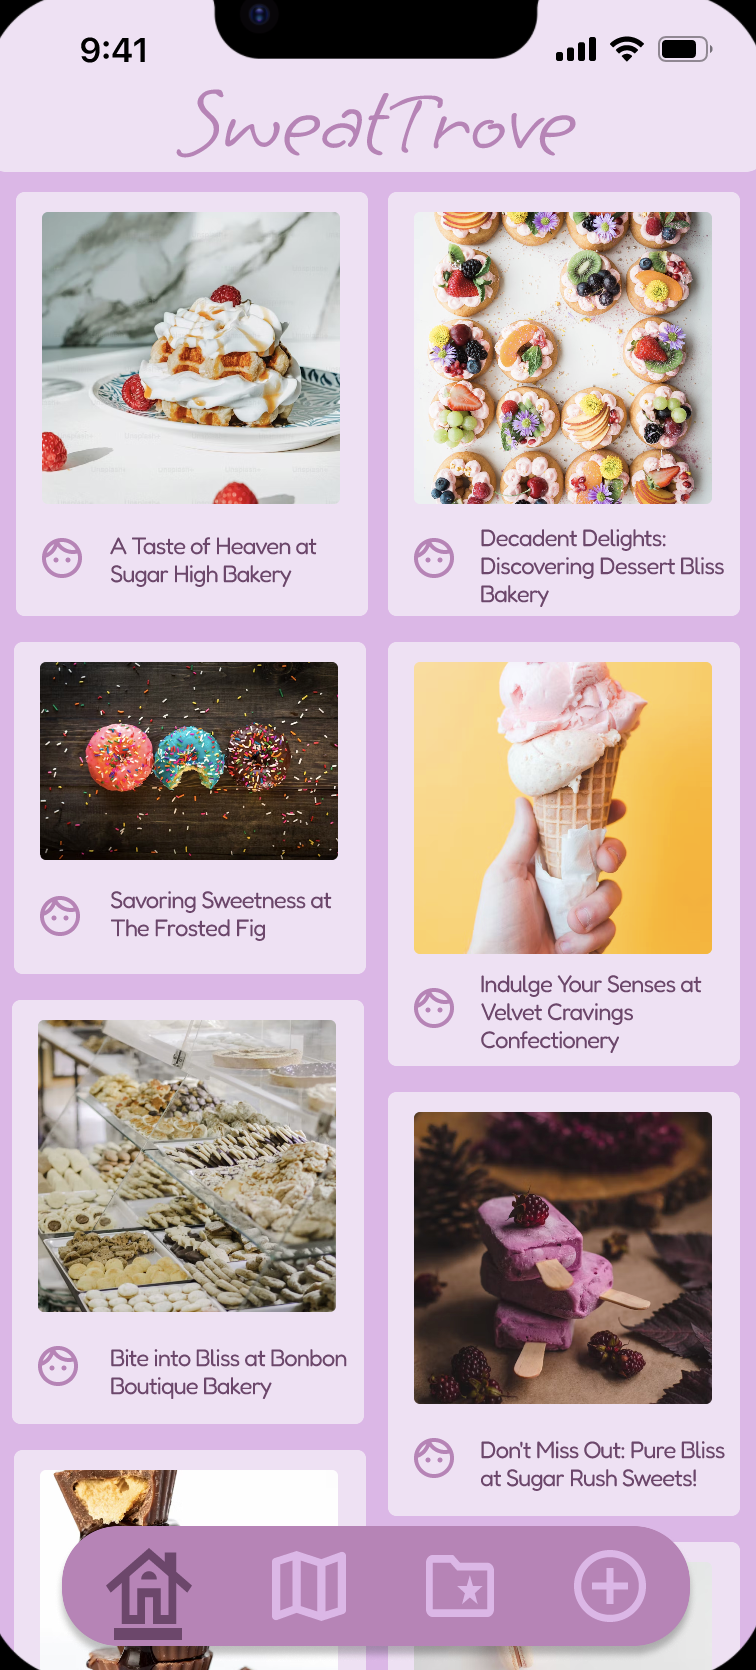 9:41
SweatTrove
A Taste of Heaven at
Sugar High Bakery
Decadent Delights:
Discovering Dessert Bliss
Bakery
Savoring Sweetness at
The Frosted Fig
Indulge Your Senses at
Velvet Cravings
Confectionery
Bite into Bliss at Bonbon
Boutique Bakery
Don't Miss Out: Pure Bliss
at Sugar Rush Sweets!